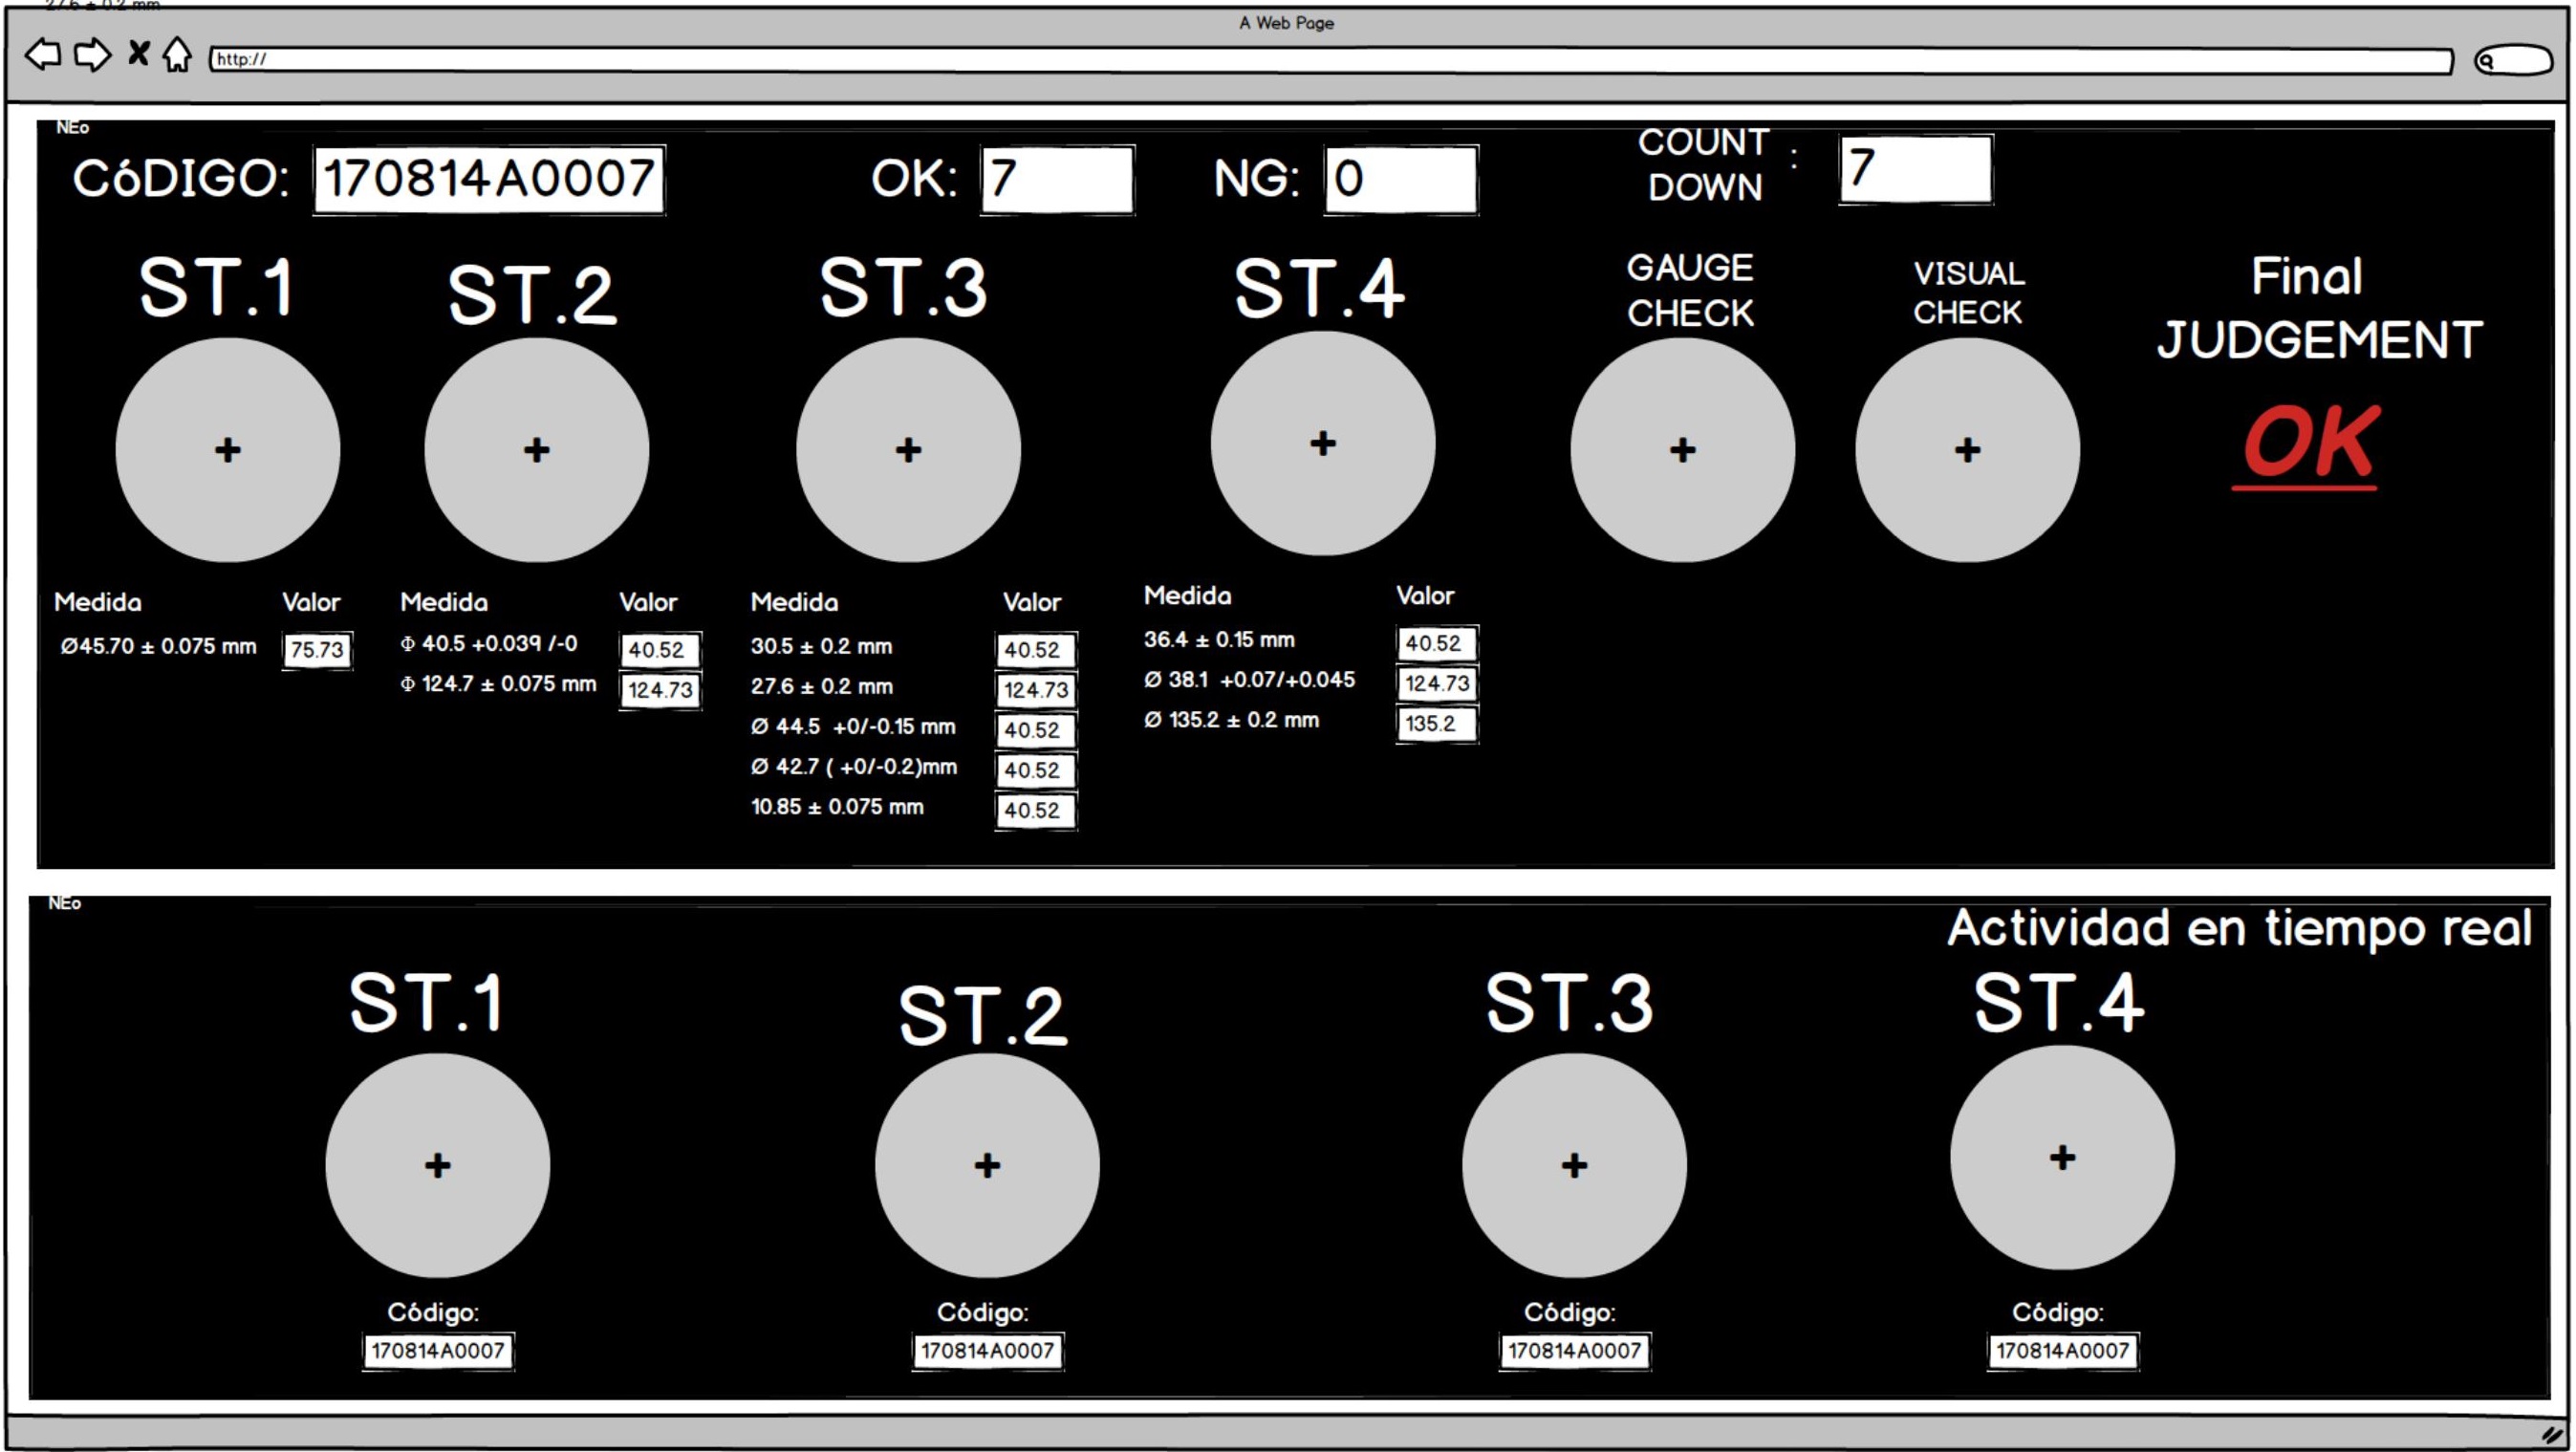 27.6 ± 0.2 mm
A Web Page
http://
NEo
CóDIGO: 170814A0007 OK: 7 NG: 0 COUNT DOWN : 7
ST.1 ST.2 ST.3 ST.4 GAUGE CHECK VISUAL CHECK Final JUDGEMENT
+ + + + + + OK
Medida Valor Medida Valor Medida Valor Medida Valor
Ø45.70 ± 0.075 mm 75.73 Φ 40.5 +0.039 /-0 40.52 30.5 ± 0.2 mm 40.52 36.4 ± 0.15 mm 40.52
Φ 124.7 ± 0.075 mm 124.73 27.6 ± 0.2 mm 124.73 Ø 38.1 +0.07/+0.045 124.73
Ø 44.5 +0/-0.15 mm 40.52 Ø 135.2 ± 0.2 mm 135.2
Ø 42.7 ( +0/-0.2)mm 40.52
10.85 ± 0.075 mm 40.52
NEo
Actividad en tiempo real
ST.1 ST.2 ST.3 ST.4
+ + + +
Código: Código: Código: Código:
170814A0007 170814A0007 170814A0007 170814A0007